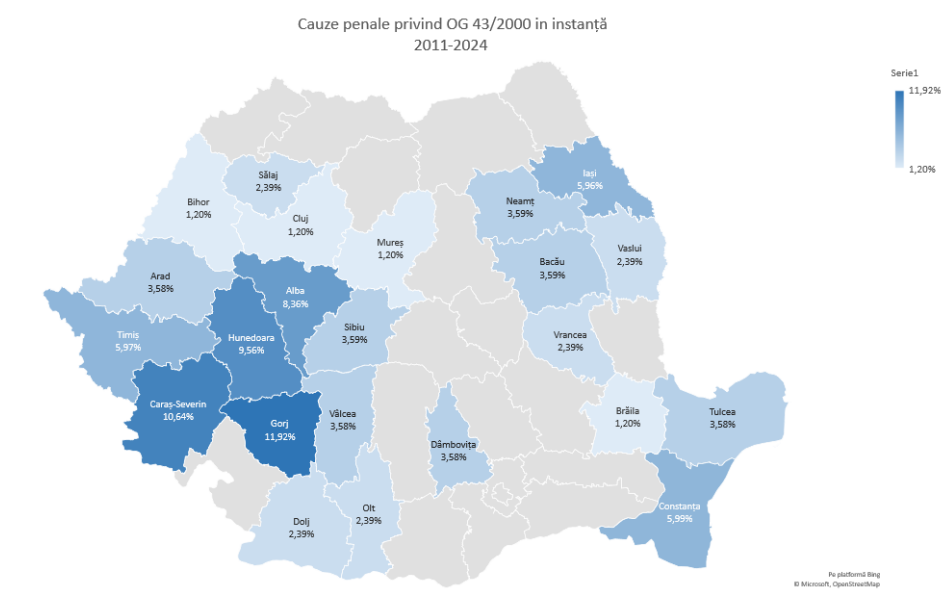 Cauze penale privind OG 43/2000 in instanță
2011-2024
Serie1
11,92%
1,20%
Sălaj
2,39%
Iași
5,96%
Bihor
1,20%
Neamț
3,59%
Cluj
1,20%
Mureș
1,20%
Vaslui
2,39%
Bacău
3,59%
Arad
3,58%
Alba
8,36%
Timiș
5,97%
Hunedoara
9,56%
Sibiu
3,59%
Vrancea
2,39%
Caraș-Severin
10,64%
Gorj
11,92%
Vâlcea
3,58%
Brăila
1,20%
Tulcea
3,58%
Dâmbovița
3,58%
Constanța
5,99%
Olt
2,39%
Dolj
2,39%
Pe platformă Bing
© Microsoft, OpenStreetMap